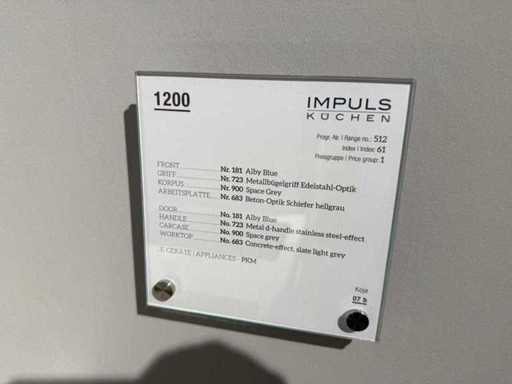 1200
IMPULS
KÜCHEN
Progr.-Nr. | Range no.: 512
Index | Index: 61
Preisgruppe | Price group: 1
FRONT Nr. 181 Alby Blue
GRIFF Nr. 723 Metallbügelgriff Edelstahl-Optik
KORPUS Nr. 900 Space Grey
ARBEITSPLATTE Nr. 683 Beton-Optik Schiefer hellgrau
DOOR No. 181 Alby Blue
HANDLE No. 723 Metal d-handle stainless steel-effect
CARCASE No. 900 Space grey
WORKTOP No. 683 Concrete-effect, slate light grey
E-GERÄTE | APPLIANCES - PKM
Koje
07 b